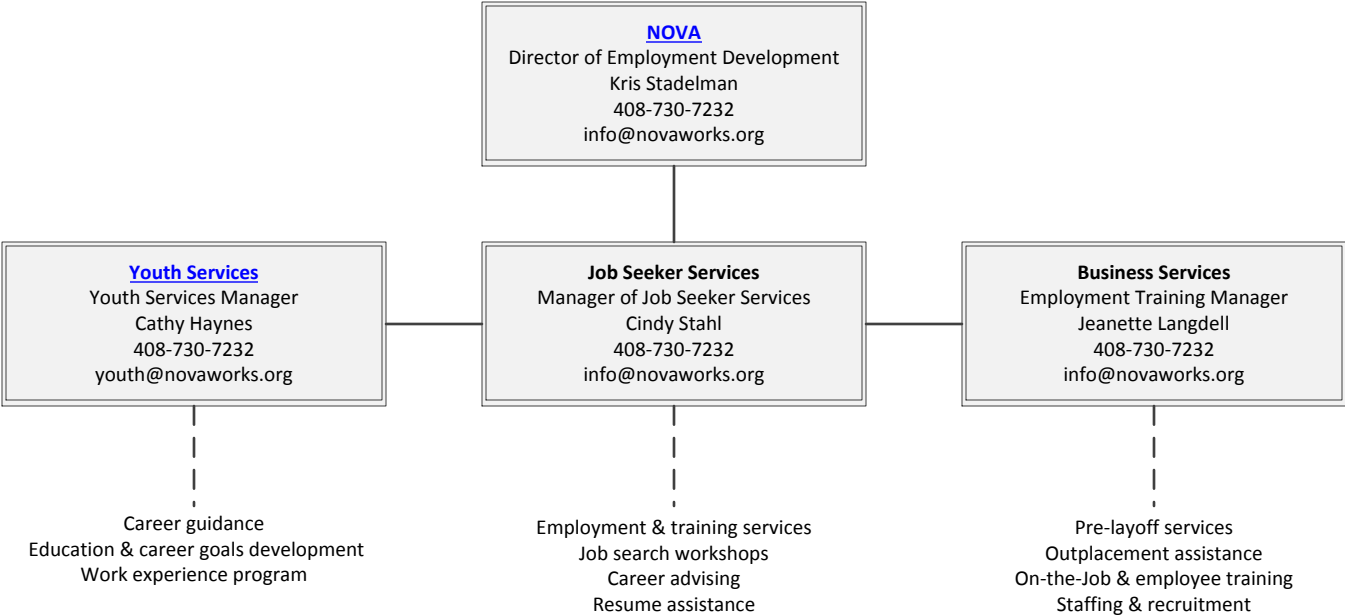 NOVA
Director of Employment Development
Kris Stadelman
408-730-7232
info@novaworks.org
Youth Services
Youth Services Manager
Cathy Haynes
408-730-7232
youth@novaworks.org
Job Seeker Services
Manager of Job Seeker Services
Cindy Stahl
408-730-7232
info@novaworks.org
Business Services
Employment Training Manager
Jeanette Langdell
408-730-7232
info@novaworks.org
Career guidance
Education & career goals development
Work experience program
Employment & training services
Job search workshops
Career advising
Resume assistance
Pre-layoff services
Outplacement assistance
On-the-Job & employee training
Staffing & recruitment